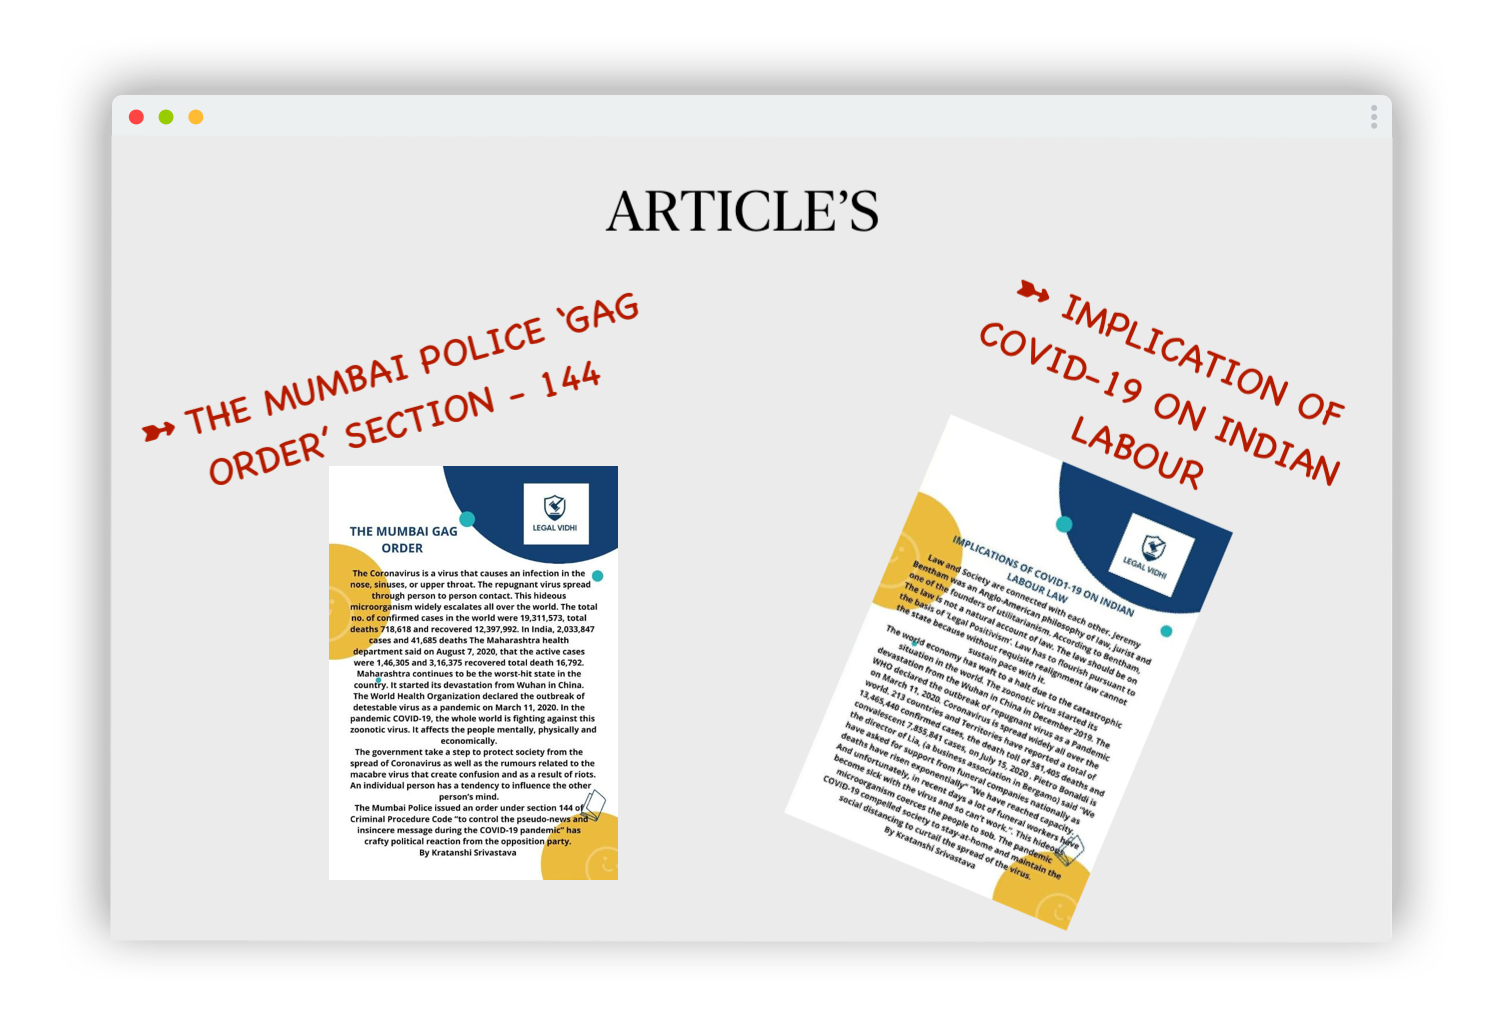 ARTICLE’S
➳ THE MUMBAI POLICE ‘GAG
ORDER’ SECTION - 144
➳ IMPLICATION OF
COVID-19 ON INDIAN
LABOUR
LEGAL VIDHI
THE MUMBAI GAG
ORDER
The Coronavirus is a virus that causes an infection in the
nose, sinuses, or upper throat. The repugnant virus spread
through person to person contact. This hideous
microorganism widely escalates all over the world. The total
no. of confirmed cases in the world were 19,311,573, total
deaths 718,618 and recovered 12,397,992. In India, 2,033,847
cases and 41,685 deaths The Maharashtra health
department said on August 7, 2020, that the active cases
were 1,46,305 and 3,16,375 recovered total death 16,792.
Maharashtra continues to be the worst-hit state in the
country. It started its devastation from Wuhan in China.
The World Health Organization declared the outbreak of
detestable virus as a pandemic on March 11, 2020. In the
pandemic COVID-19, the whole world is fighting against this
zoonotic virus. It affects the people mentally, physically and
economically.
The government take a step to protect society from the
spread of Coronavirus as well as the rumours related to the
macabre virus that create confusion and as a result of riots.
An individual person has a tendency to influence the other
person’s mind.
The Mumbai Police issued an order under section 144 of
Criminal Procedure Code “to control the pseudo-news and
insincere message during the COVID-19 pandemic” has
crafty political reaction from the opposition party.
By Kratanshi Srivastava
LEGAL VIDHI
IMPLICATIONS OF COVID1-19 ON INDIAN
LABOUR LAW
Law and Society are connected with each other. Jeremy
Bentham was an Anglo-American philosophy of law, jurist and
one of the founders of utilitarianism. According to Bentham,
The law is not a natural account of law. The law should be on
the basis of ‘Legal Positivism’. Law has to flourish pursuant to
the state because without requisite realignment law cannot
sustain pace with it.
The world economy has waft to a halt due to the catastrophic
situation in the world. The zoonotic virus started its
devastation from the Wuhan in China in December 2019. The
WHO declared the outbreak of repugnant virus as a Pandemic
on March 11, 2020. Coronavirus is spread widely all over the
world. 213 countries and Territories have reported a total of
13,465,440 confirmed cases, the death toll of 581,405 deaths and
convalescent 7,855,841 cases, on July 15, 2020 . Pietro Bonaldi is
the director of Lia, (a business association in Bergamo) said “We
have asked for support from funeral companies nationally as
deaths have risen exponentially” “We have reached capacity.
And unfortunately, in recent days a lot of funeral workers have
become sick with the virus and so can’t work.”. This hideous
microorganism coerces the people to sob. The pandemic
COVID-19 compelled society to stay-at-home and maintain the
social distancing to curtail the spread of the virus.
By Kratanshi Srivastava